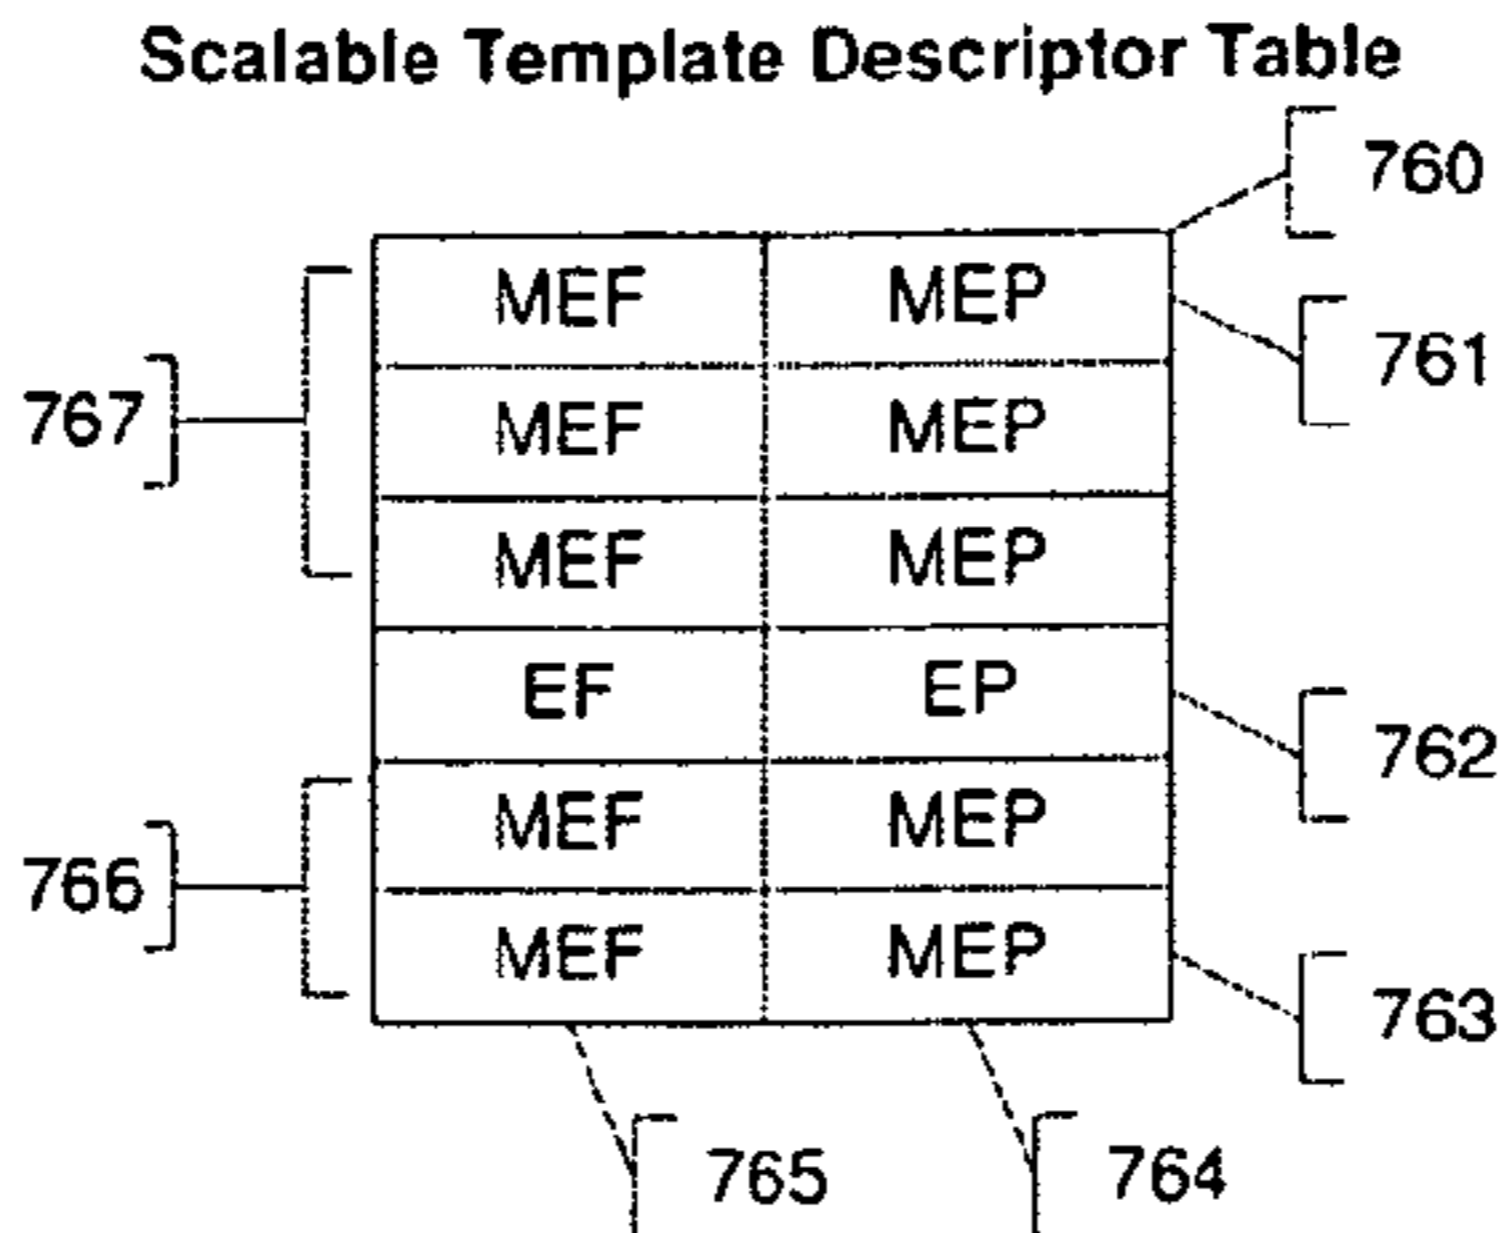 Scalable Template Descriptor Table
760
MEF MEP
761
767
MEF MEP
MEF MEP
EF EP
762
MEF MEP
766
MEF MEP
763
765 764